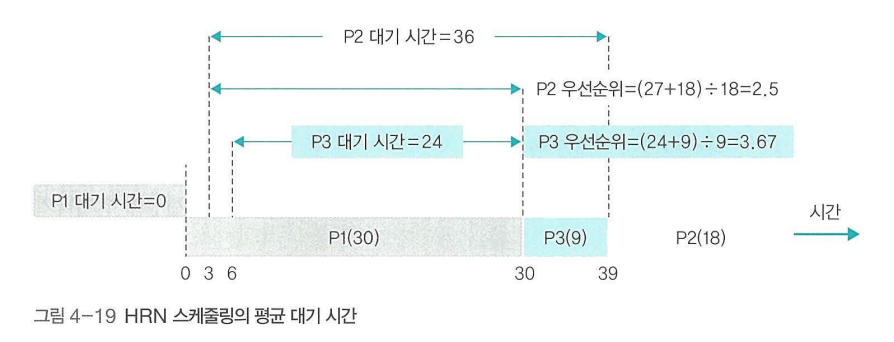 P2 대기 시간=36
P2 우선순위=(27+18)÷18=2.5
P3 대기 시간=24 P3 우선순위=(24+9)÷9=3.67
P1 대기 시간=0
시간
P1(30) P3(9) P2(18)
0 3 6 30 39
그림 4-19 HRN 스케줄링의 평균 대기 시간